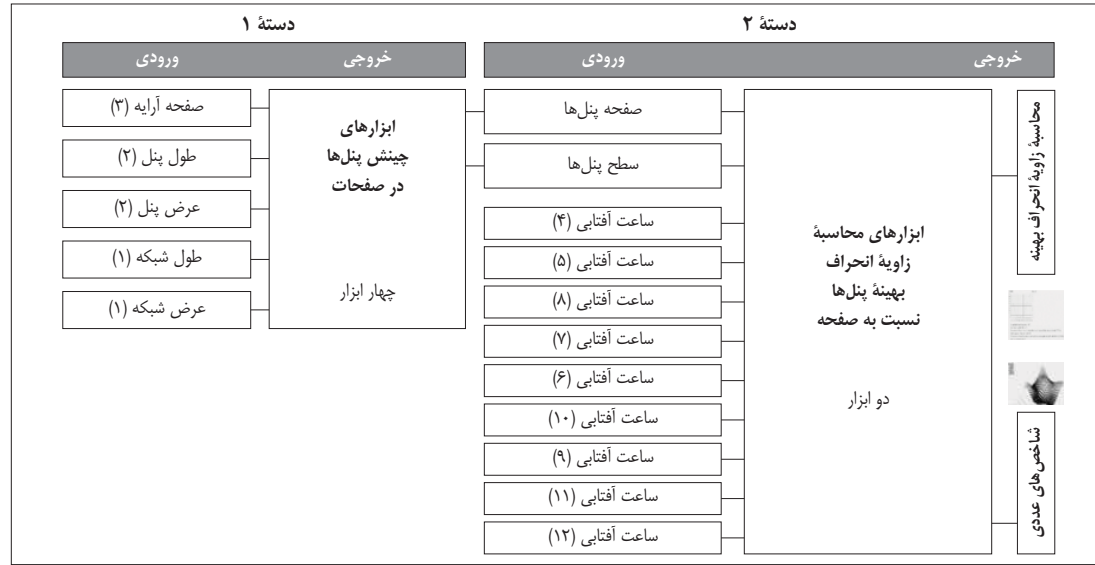 دستهٔ ۱
ورودی
خروجی
صفحه آرایه (۳)
طول پنل (۲)
عرض پنل (۲)
طول شبکه (۱)
عرض شبکه (۱)
ابزارهای
چینش پنل‌ها
در صفحات
چهار ابزار
دستهٔ ۲
ورودی
خروجی
صفحه پنل‌ها
سطح پنل‌ها
ساعت آفتابی (۴)
ساعت آفتابی (۵)
ساعت آفتابی (۸)
ساعت آفتابی (۷)
ساعت آفتابی (۶)
ساعت آفتابی (۱۰)
ساعت آفتابی (۹)
ساعت آفتابی (۱۱)
ساعت آفتابی (۱۲)
ابزارهای محاسبهٔ
زاویهٔ انحراف
بهینهٔ پنل‌ها
نسبت به صفحه
دو ابزار
محاسبهٔ زاویهٔ انحراف بهینه
شاخص‌های عددی